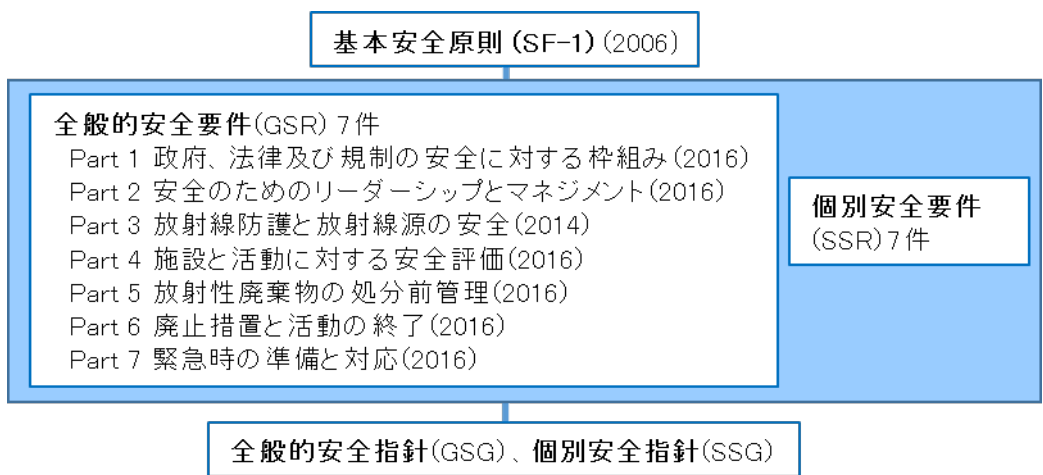 基本安全原則 (SF-1) (2006)
全般的安全要件(GSR) 7件
Part 1 政府、法律及び規制の安全に対する枠組み(2016)
Part 2 安全のためのリーダーシップとマネジメント(2016)
Part 3 放射線防護と放射線源の安全(2014)
Part 4 施設と活動に対する安全評価(2016)
Part 5 放射性廃棄物の処分前管理(2016)
Part 6 廃止措置と活動の終了(2016)
Part 7 緊急時の準備と対応(2016)
個別安全要件
(SSR) 7件
全般的安全指針(GSG)、個別安全指針(SSG)